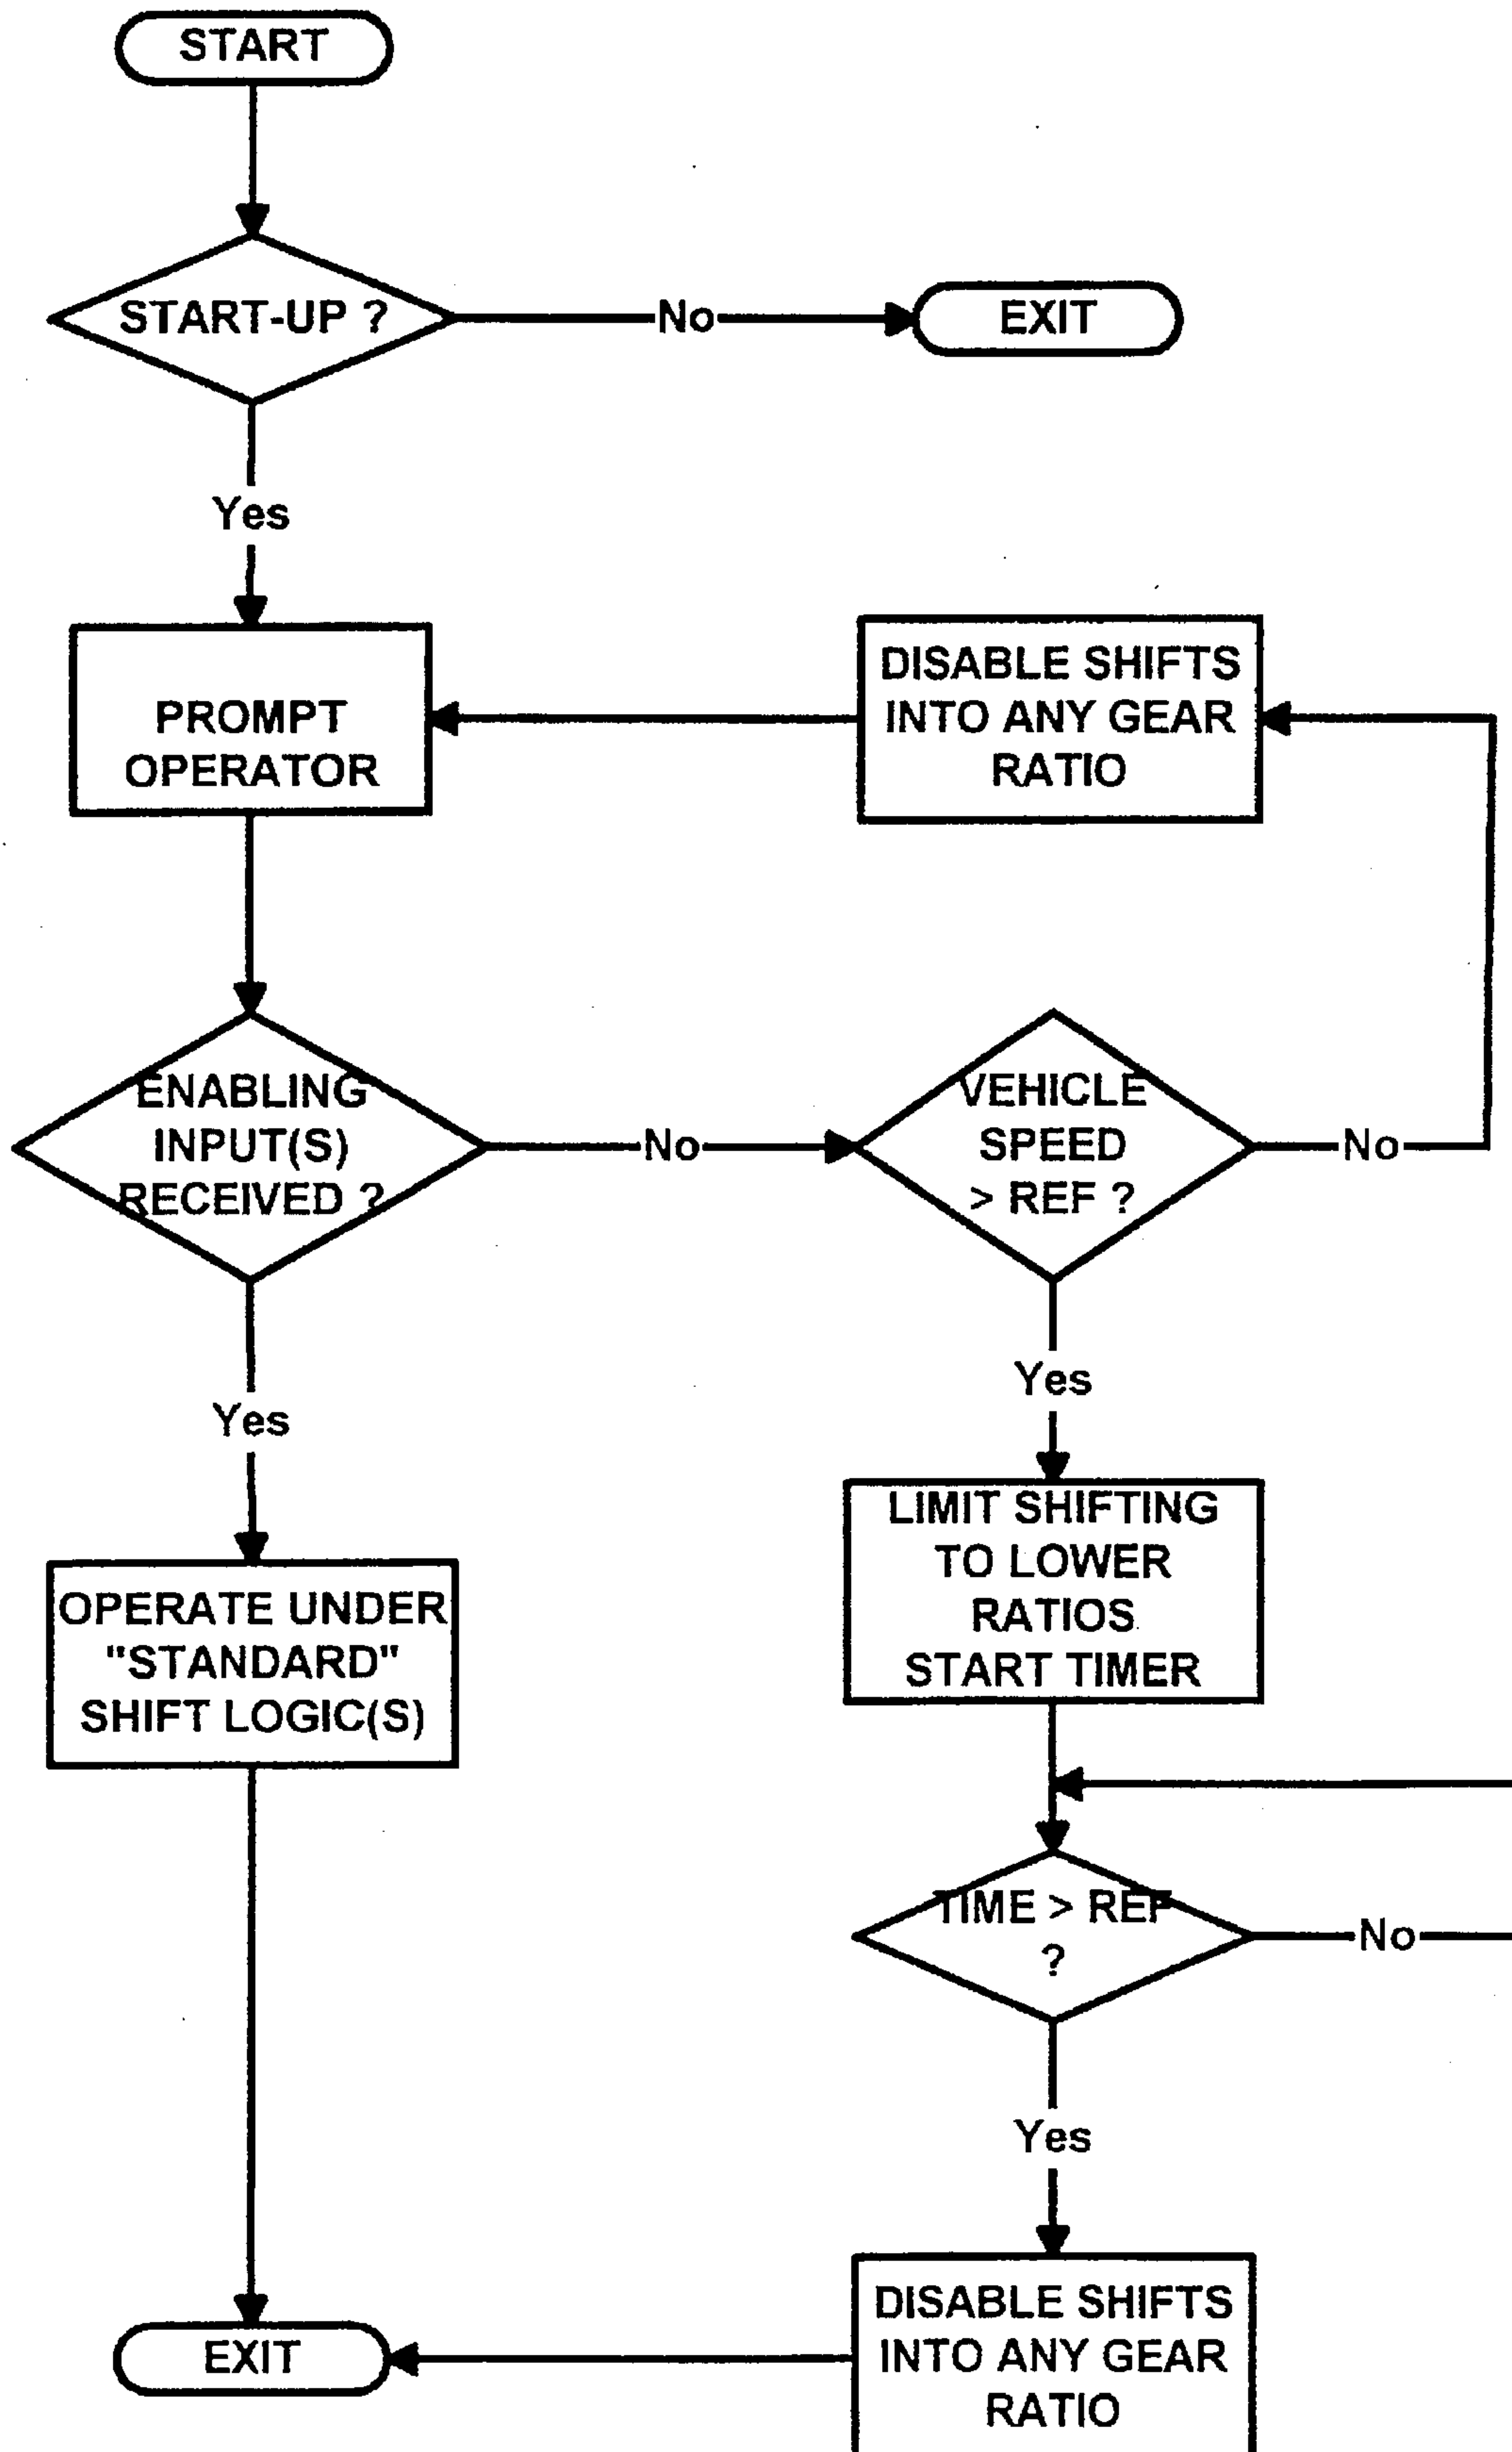 START
START-UP ?
No
EXIT
Yes
PROMPT
OPERATOR
DISABLE SHIFTS
INTO ANY GEAR
RATIO
ENABLING
INPUT(S)
RECEIVED ?
No
VEHICLE
SPEED
> REF ?
No
Yes
Yes
OPERATE UNDER
"STANDARD"
SHIFT LOGIC(S)
LIMIT SHIFTING
TO LOWER
RATIOS
START TIMER
TIME > REF
?
No
Yes
EXIT
DISABLE SHIFTS
INTO ANY GEAR
RATIO